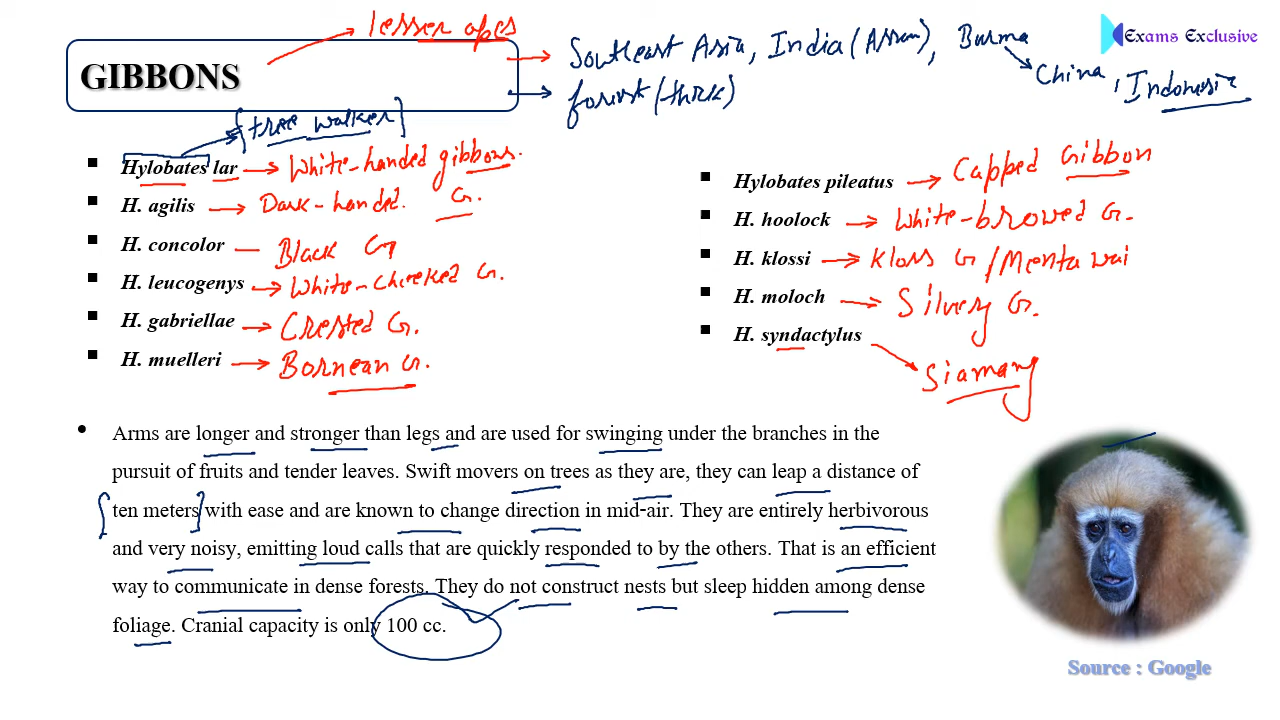 lesser apes
Exams Exclusive
GIBBONS
Southeast Asia, India (Assam), Burma
China, Indonesia
forest (thick)
[tree walker]
Hylobates lar → White-handed gibbons.
H. agilis → Dark-handed. G.
H. concolor — Black G
H. leucogenys → White-cheeked G.
H. gabriellae → Crested G.
H. muelleri → Bornean G.
Hylobates pileatus → Capped Gibbon
H. hoolock → White-browed G.
H. klossi → Kloss G / Mentawai
H. moloch → Silvery G.
H. syndactylus
Siamang
Arms are longer and stronger than legs and are used for swinging under the branches in the
pursuit of fruits and tender leaves. Swift movers on trees as they are, they can leap a distance of
ten meters with ease and are known to change direction in mid-air. They are entirely herbivorous
and very noisy, emitting loud calls that are quickly responded to by the others. That is an efficient
way to communicate in dense forests. They do not construct nests but sleep hidden among dense
foliage. Cranial capacity is only 100 cc.
Source : Google